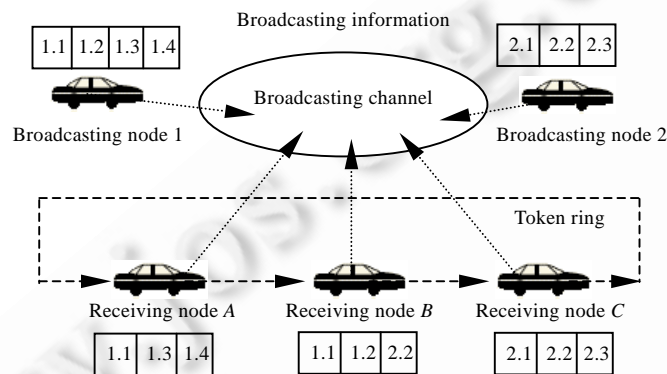 Broadcasting information
1.1 1.2 1.3 1.4
2.1 2.2 2.3
Broadcasting channel
Broadcasting node 1
Broadcasting node 2
Token ring
Receiving node A
Receiving node B
Receiving node C
1.1 1.3 1.4
1.1 1.2 2.2
2.1 2.2 2.3